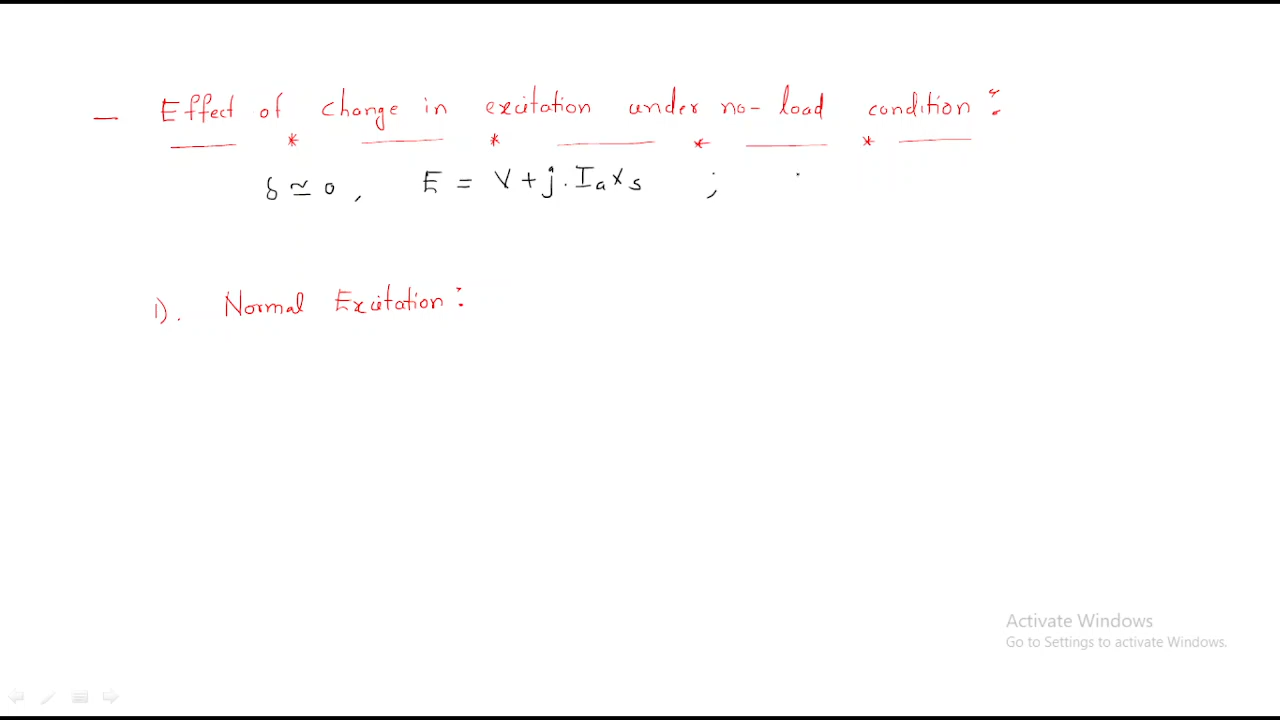 — Effect of change in excitation under no-load condition :
δ ≃ 0 , E = V + j . Ia Xs ;
1). Normal Excitation :
Activate Windows
Go to Settings to activate Windows.